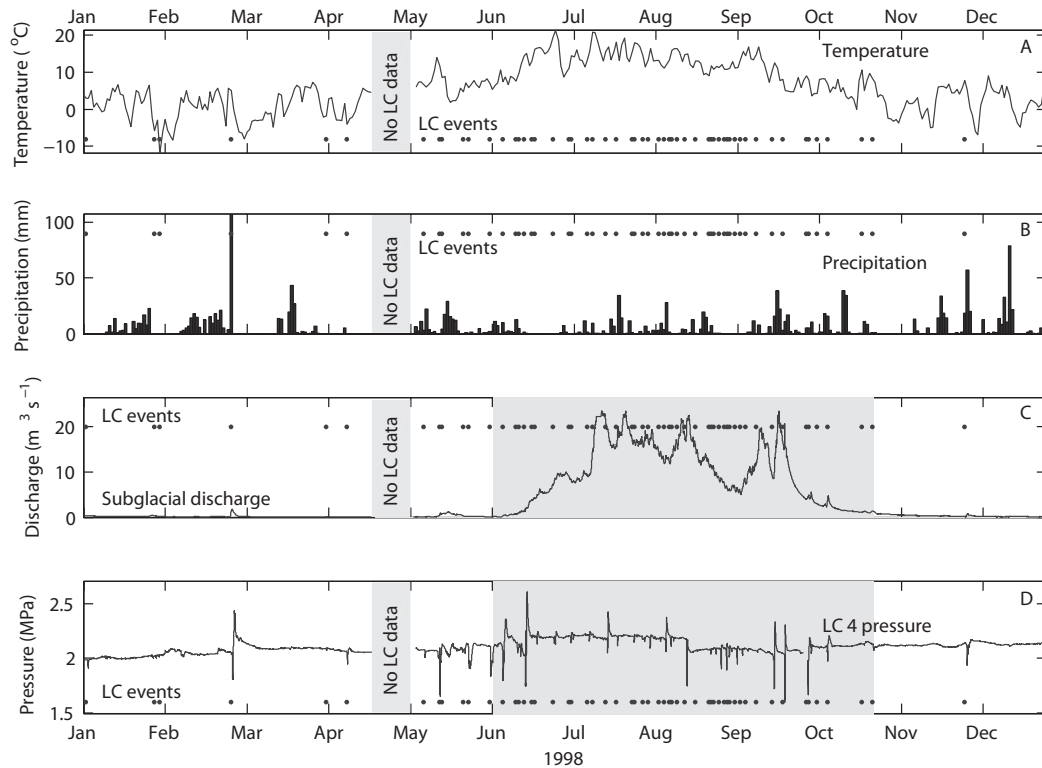 Jan Feb Mar Apr May Jun Jul Aug Sep Oct Nov Dec
Temperature ( °C)
20
10
0
−10
No LC data
LC events
Temperature
A
Precipitation (mm)
100
50
0
No LC data
LC events
Precipitation
B
Discharge (m 3 s −1)
20
10
0
LC events
Subglacial discharge
No LC data
C
Pressure (MPa)
2.5
2
1.5
LC events
No LC data
LC 4 pressure
D
Jan Feb Mar Apr May Jun Jul Aug Sep Oct Nov Dec
1998